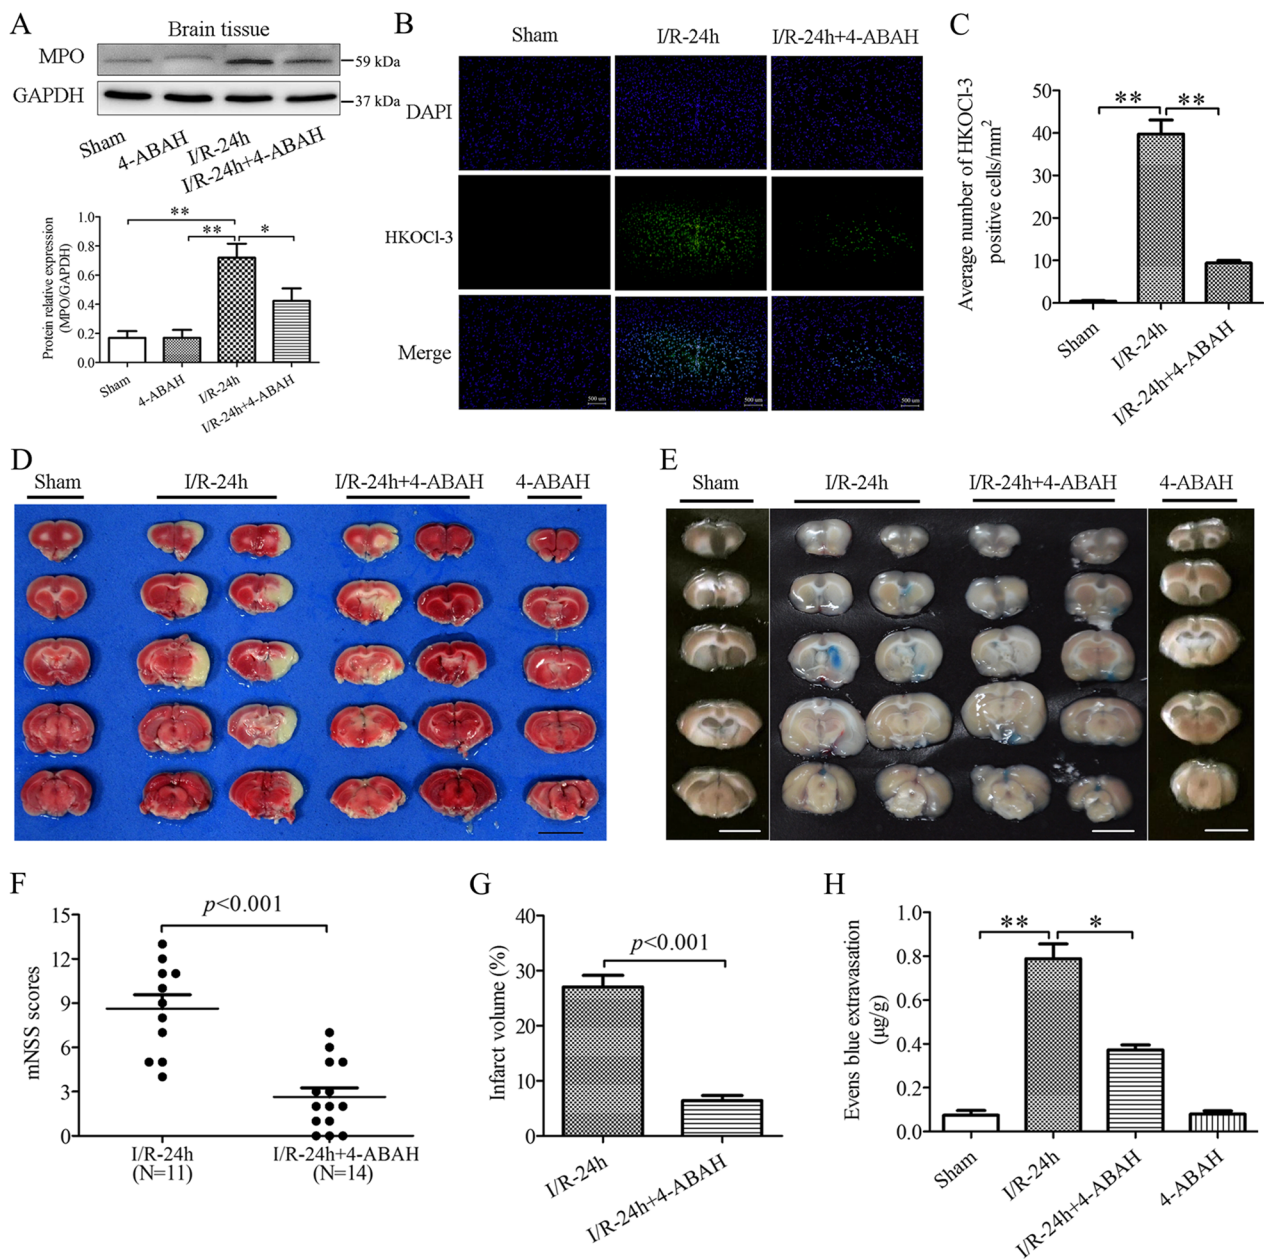 A
Brain tissue
MPO
59 kDa
GAPDH
37 kDa
Sham
4-ABAH
I/R-24h
I/R-24h+4-ABAH
Protein relative expression
(MPO/GAPDH)
1.0
0.8
0.6
0.4
0.2
0.0
**
**
*
Sham
4-ABAH
I/R-24h
I/R-24h+4-ABAH
B
Sham
I/R-24h
I/R-24h+4-ABAH
DAPI
HKOCl-3
Merge
500 um
500 um
500 um
C
Average number of HKOCl-3
positive cells/mm2
50
40
30
20
10
0
**
**
Sham
I/R-24h
I/R-24h+4-ABAH
D
Sham
I/R-24h
I/R-24h+4-ABAH
4-ABAH
E
Sham
I/R-24h
I/R-24h+4-ABAH
4-ABAH
F
mNSS scores
15
12
9
6
3
0
p<0.001
I/R-24h
(N=11)
I/R-24h+4-ABAH
(N=14)
G
Infarct volume (%)
40
30
20
10
0
p<0.001
I/R-24h
I/R-24h+4-ABAH
H
Evens blue extravasation
(μg/g)
1.0
0.8
0.6
0.4
0.2
0.0
**
*
Sham
I/R-24h
I/R-24h+4-ABAH
4-ABAH